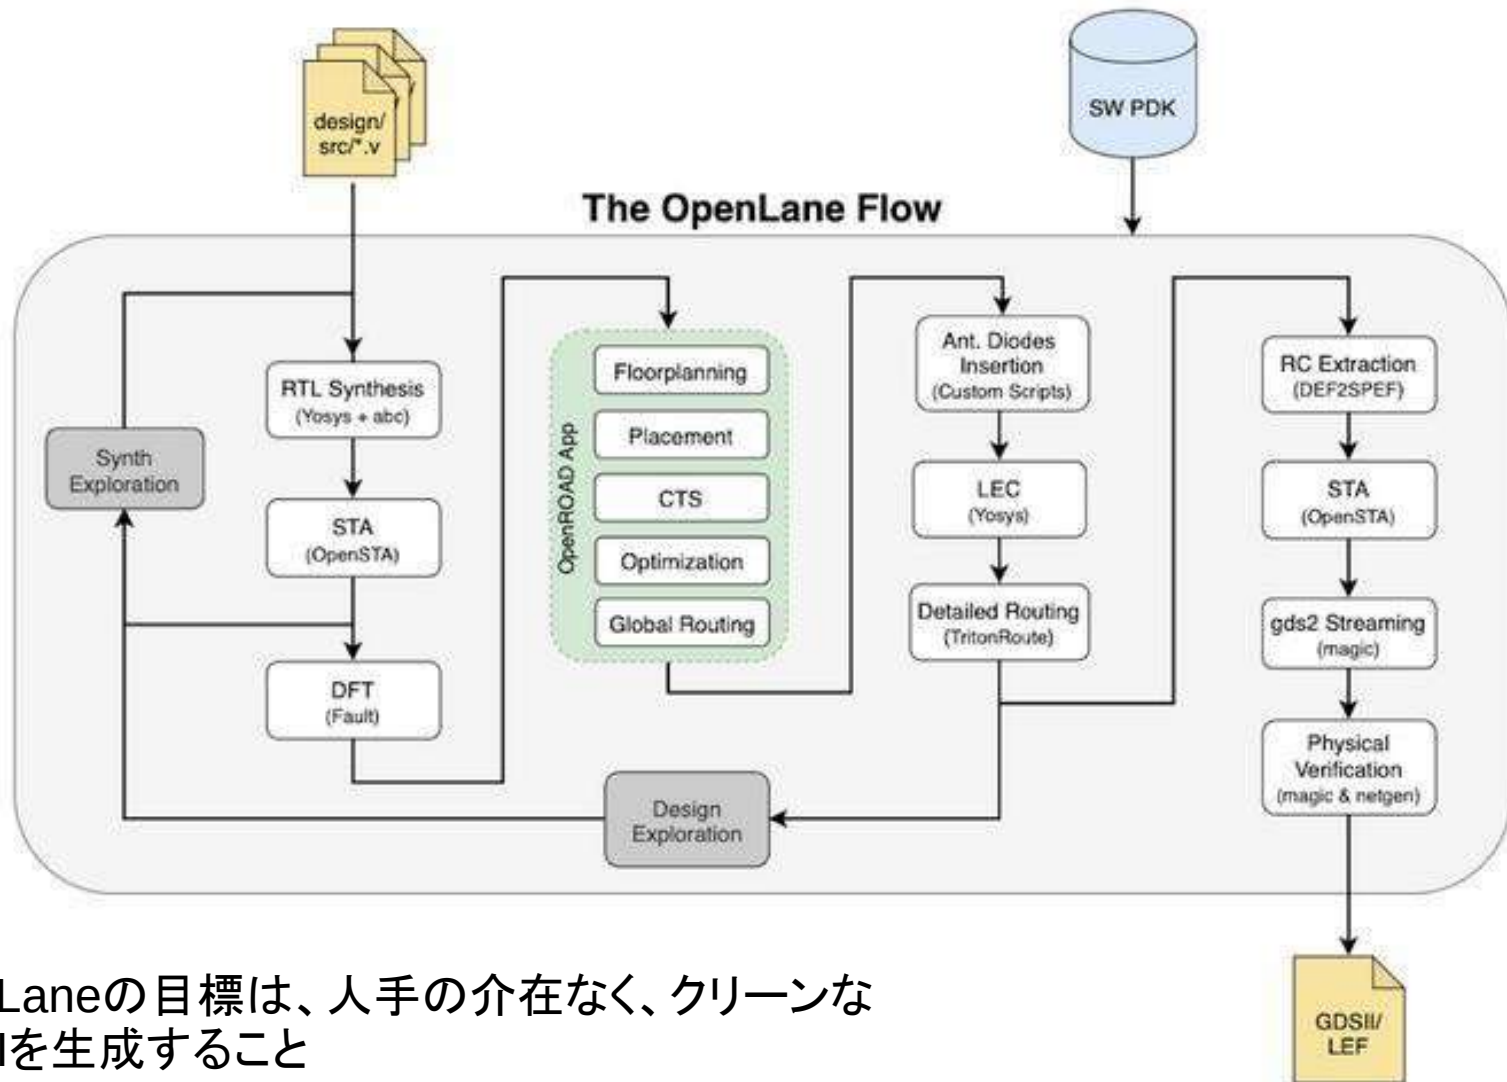 design/
src/*.v
SW PDK
The OpenLane Flow
Synth
Exploration
RTL Synthesis
(Yosys + abc)
STA
(OpenSTA)
DFT
(Fault)
OpenROAD App
Floorplanning
Placement
CTS
Optimization
Global Routing
Design
Exploration
Ant. Diodes
Insertion
(Custom Scripts)
LEC
(Yosys)
Detailed Routing
(TritonRoute)
RC Extraction
(DEF2SPEF)
STA
(OpenSTA)
gds2 Streaming
(magic)
Physical
Verification
(magic & netgen)
GDSII/
LEF
Laneの目標は、人手の介在なく、クリーンな
を生成すること